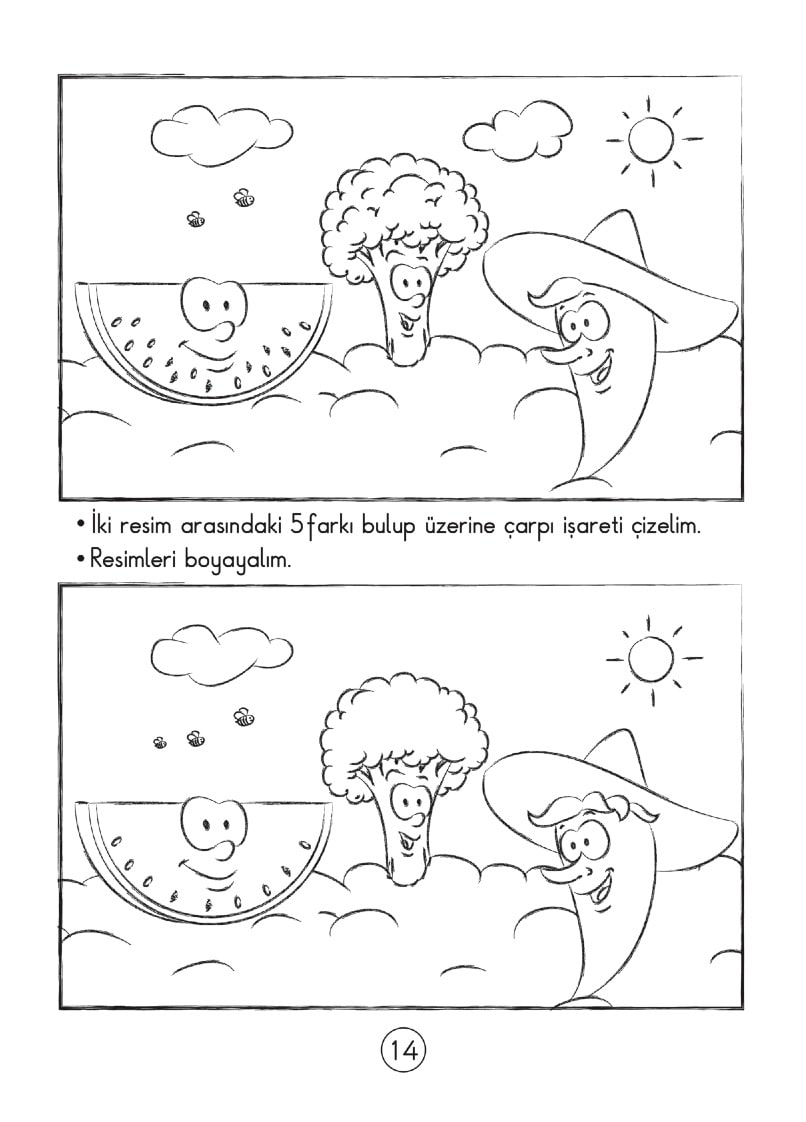 • İki resim arasındaki 5 farkı bulup üzerine çarpı işareti çizelim.
• Resimleri boyayalım.
14